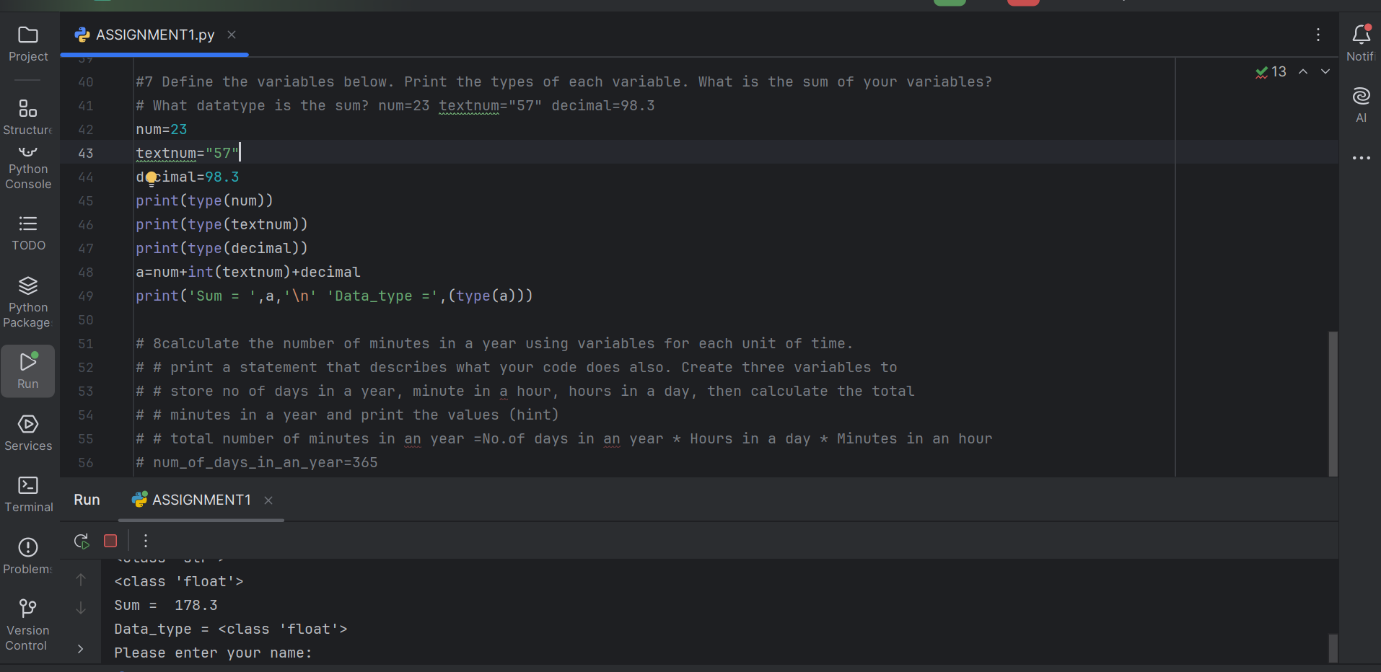 Project
Structure
Python
Console
TODO
Python
Package
Run
Services
Terminal
Problem
Version
Control
ASSIGNMENT1.py
13
Notifi
AI
39
40 #7 Define the variables below. Print the types of each variable. What is the sum of your variables?
41 # What datatype is the sum? num=23 textnum="57" decimal=98.3
42 num=23
43 textnum="57"
44 decimal=98.3
45 print(type(num))
46 print(type(textnum))
47 print(type(decimal))
48 a=num+int(textnum)+decimal
49 print('Sum = ',a,'\n' 'Data_type =',(type(a)))
50
51 # 8calculate the number of minutes in a year using variables for each unit of time.
52 # # print a statement that describes what your code does also. Create three variables to
53 # # store no of days in a year, minute in a hour, hours in a day, then calculate the total
54 # # minutes in a year and print the values (hint)
55 # # total number of minutes in an year =No.of days in an year * Hours in a day * Minutes in an hour
56 # num_of_days_in_an_year=365
Run ASSIGNMENT1
<class 'str'>
<class 'float'>
Sum =  178.3
Data_type = <class 'float'>
Please enter your name: